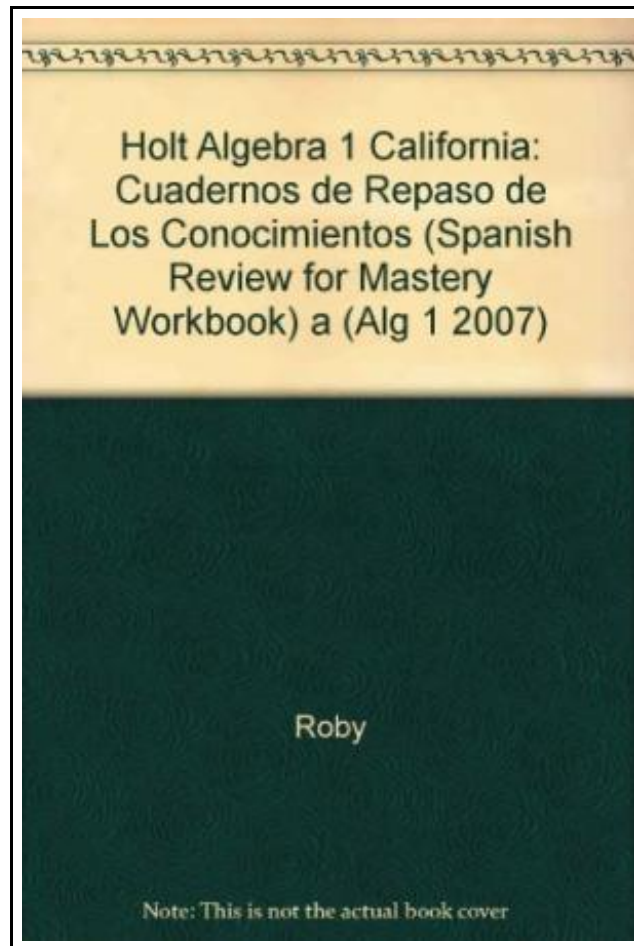 Holt Algebra 1 California:
Cuadernos de Repaso de
Los Conocimientos (Spanish
Review for Mastery
Workbook) a (Alg 1 2007)
Roby
Note: This is not the actual book cover